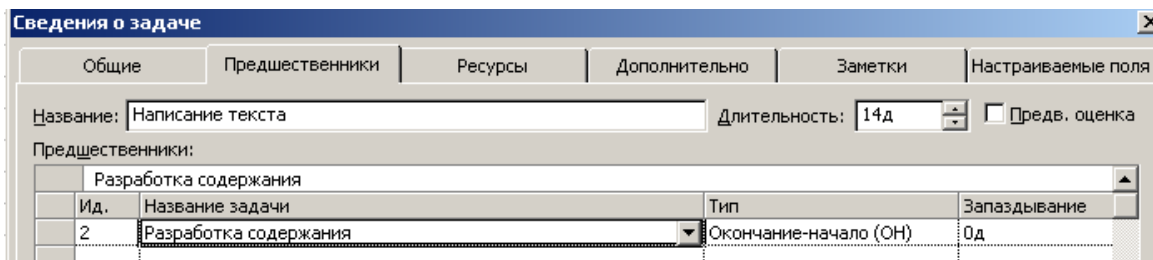 Сведения о задаче
Общие Предшественники Ресурсы Дополнительно Заметки Настраиваемые поля
Название: Написание текста Длительность: 14д Предв. оценка
Предшественники:
Разработка содержания
Ид. Название задачи Тип Запаздывание
2 Разработка содержания Окончание-начало (ОН) 0д